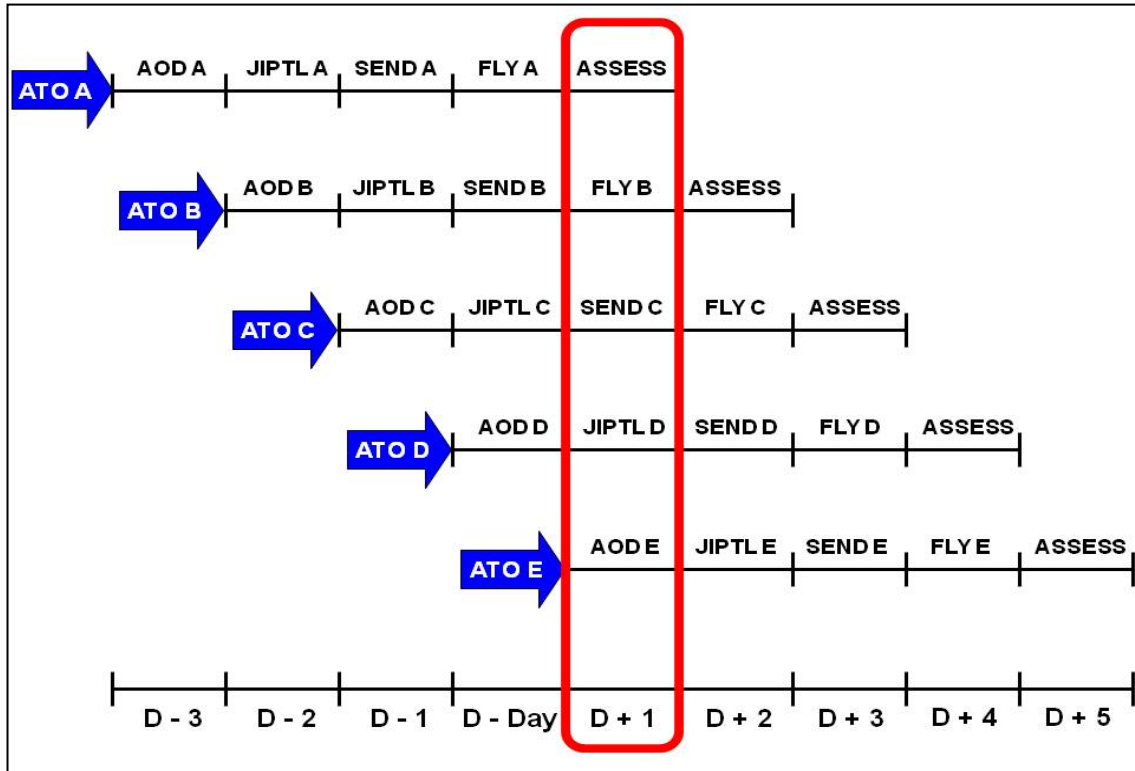 AOD A JIPTL A SEND A FLY A ASSESS
ATO A
AOD B JIPTL B SEND B FLY B ASSESS
ATO B
AOD C JIPTL C SEND C FLY C ASSESS
ATO C
AOD D JIPTL D SEND D FLY D ASSESS
ATO D
AOD E JIPTL E SEND E FLY E ASSESS
ATO E
D - 3 D - 2 D - 1 D - Day D + 1 D + 2 D + 3 D + 4 D + 5